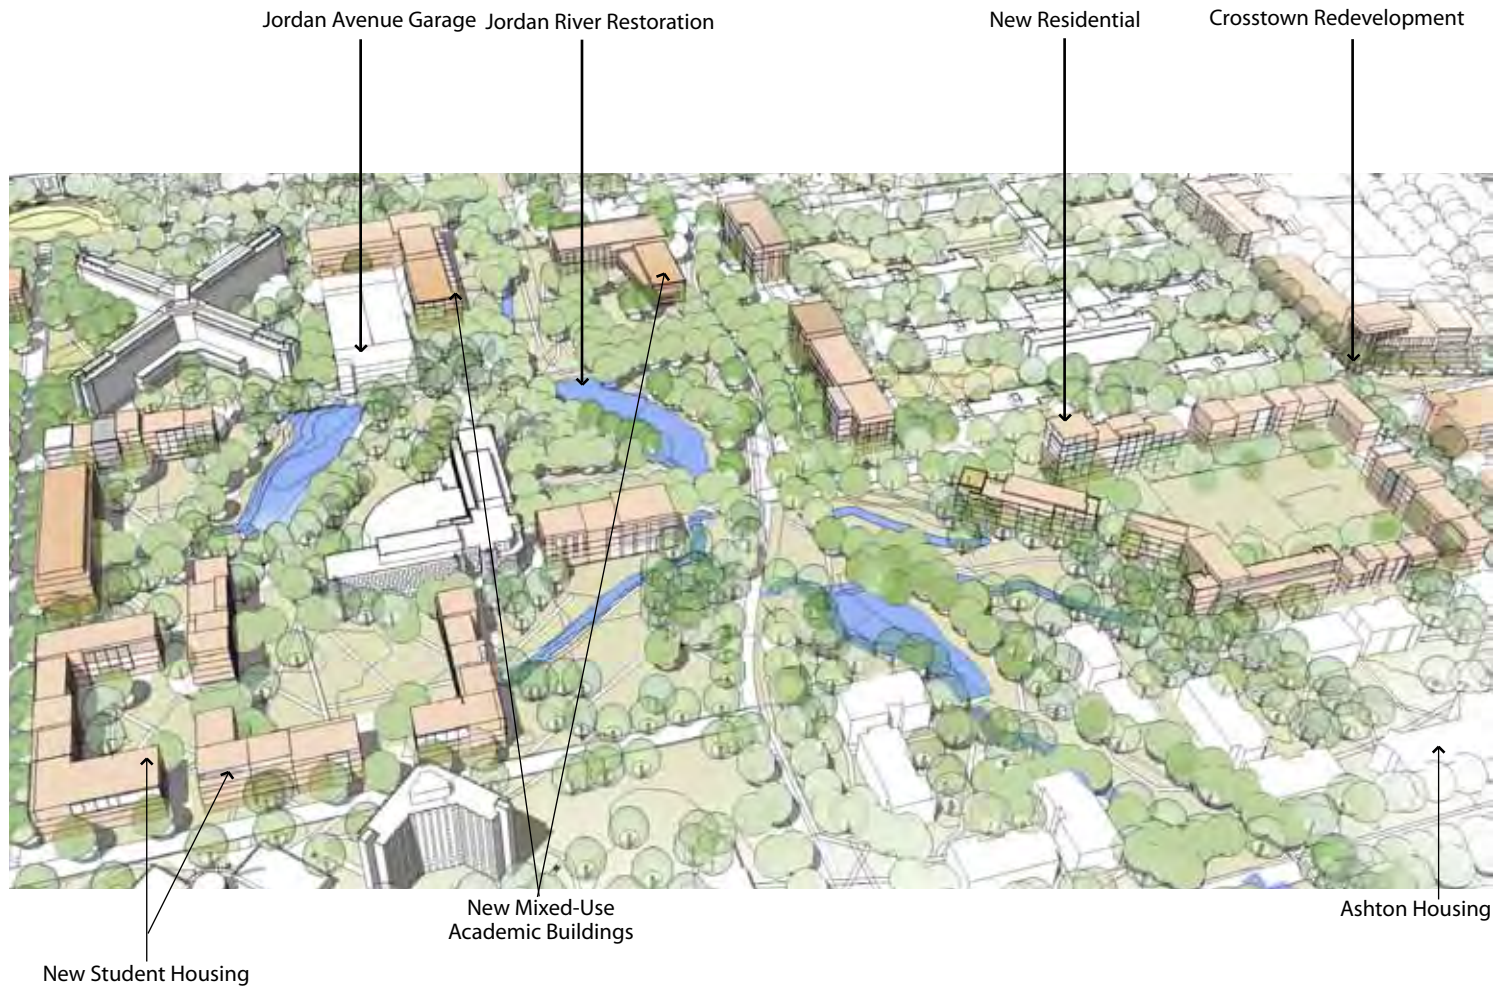 Jordan Avenue Garage
Jordan River Restoration
New Residential
Crosstown Redevelopment
New Mixed-Use
Academic Buildings
Ashton Housing
New Student Housing